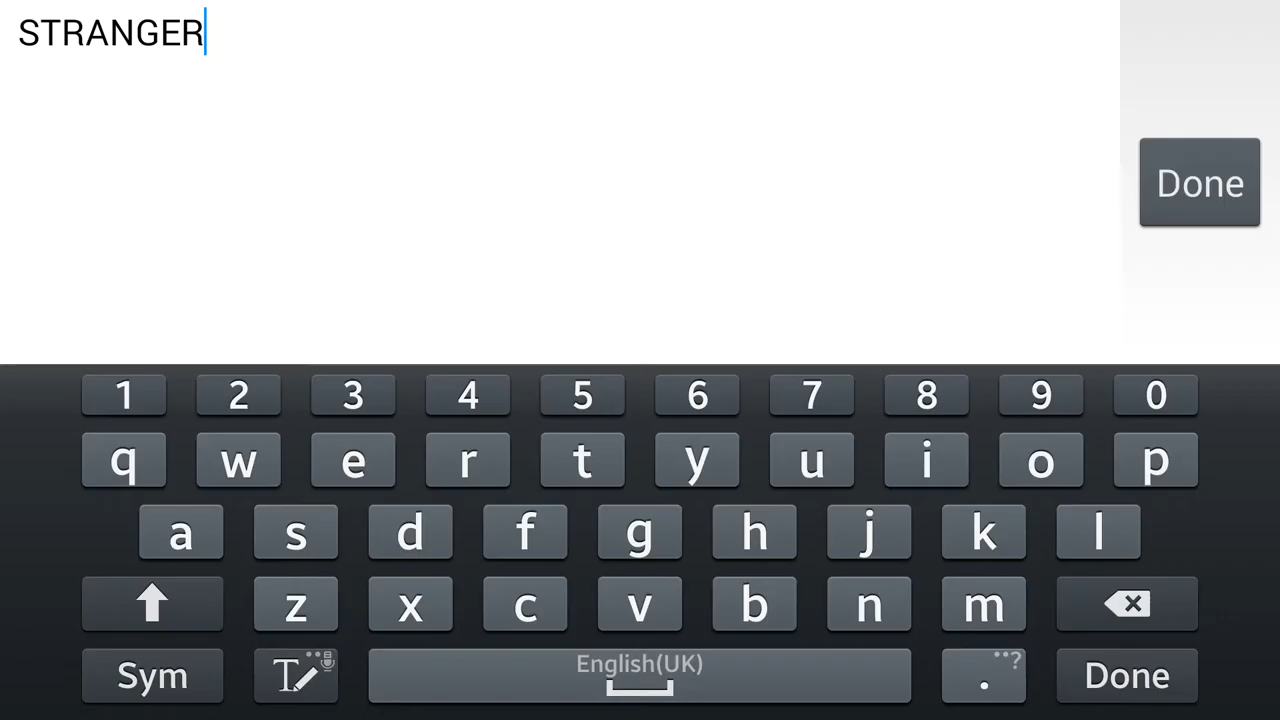 STRANGER
Done
1 2 3 4 5 6 7 8 9 0
q w e r t y u i o p
a s d f g h j k l
z x c v b n m
Sym T English(UK) . ? Done